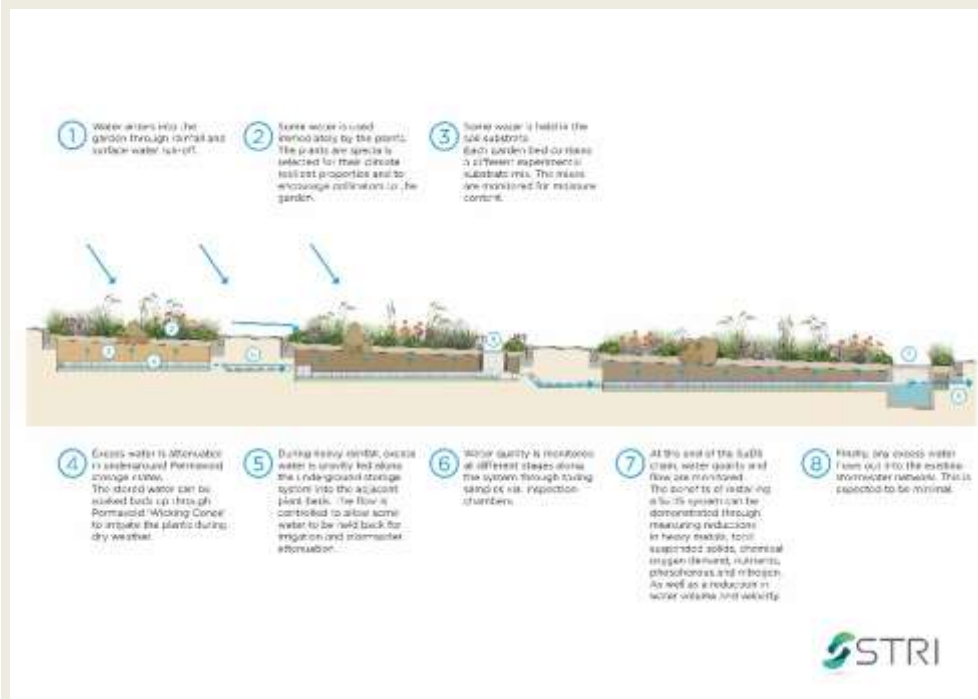 1
Water enters into the
garden through rainfall and
surface water run-off.
2
Some water is used
immediately by the plants.
The plants are specially
selected for their climate
resilient properties and to
encourage pollinators to the
garden.
3
Some water is held in the
soil substrate.
Each garden bed contains
a different experimental
substrate mix. The mixes
are monitored for moisture
content.
4
Excess water is attenuated
in underground Permavoid
storage crates.
The stored water can be
wicked back up through
Permavoid 'Wicking Cones'
to irrigate the plants during
dry weather.
5
During heavy rainfall, excess
water is gravity fed along
the underground storage
system into the adjacent
plant beds. The flow is
controlled to allow some
water to be held back for
irrigation and stormwater
attenuation.
6
Water quality is monitored
at different stages along
the system through taking
samples via inspection
chambers.
7
At the end of the SuDS
train, water quality and
flow are monitored.
The benefits of installing
a SuDS system can be
demonstrated through
measuring reductions
in heavy metals, total
suspended solids, chemical
oxygen demand, nutrients,
phosphorous and nitrogen.
As well as a reduction in
water volume and velocity.
8
Finally, any excess water
flows out into the existing
stormwater network. This is
expected to be minimal.
STRI